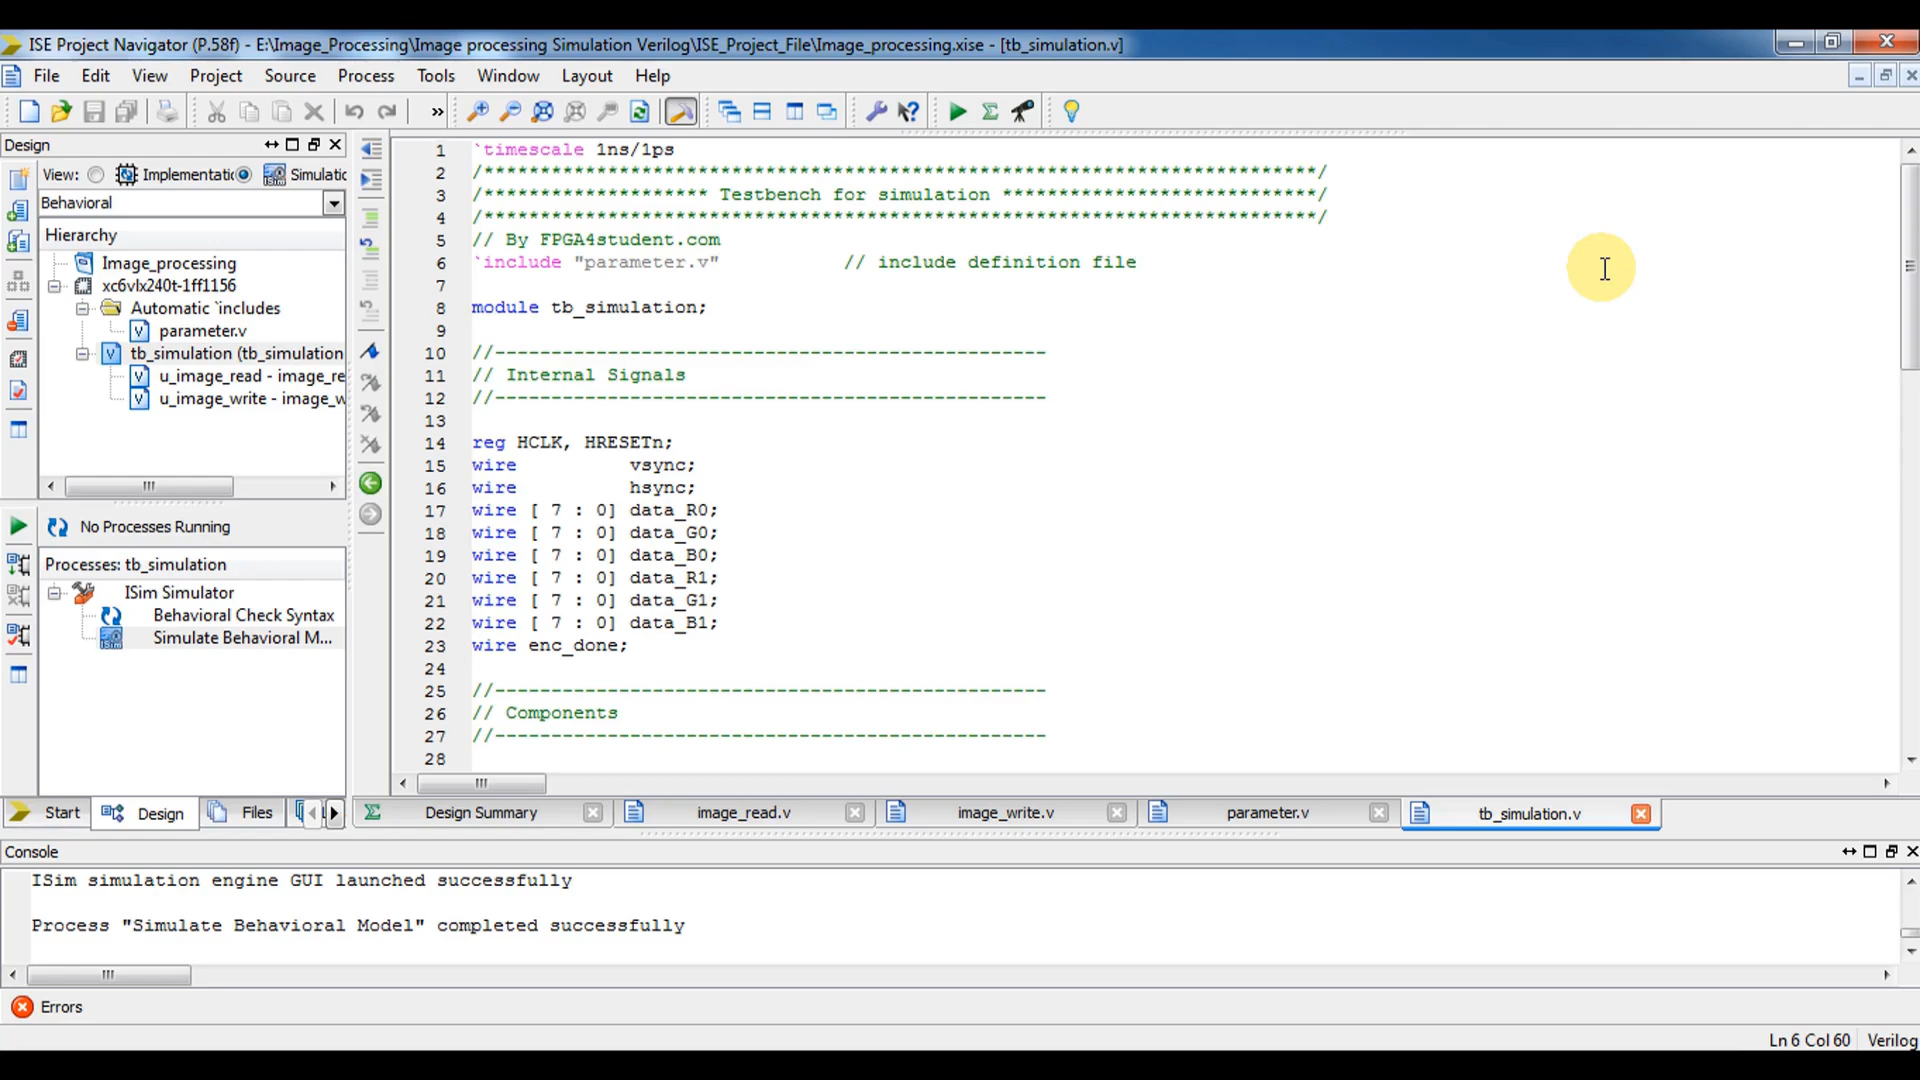 ISE Project Navigator (P.58f) - E:\Image_Processing\Image processing Simulation Verilog\ISE_Project_File\Image_processing.xise - [tb_simulation.v]
File Edit View Project Source Process Tools Window Layout Help
Design
View: Implementatic Simulatic
Behavioral
Hierarchy
Image_processing
xc6vlx240t-1ff1156
Automatic `includes
parameter.v
tb_simulation (tb_simulation
u_image_read - image_re
u_image_write - image_w
No Processes Running
Processes: tb_simulation
ISim Simulator
Behavioral Check Syntax
Simulate Behavioral M...
Start Design Files
1 `timescale 1ns/1ps
2 /**************************************************************************/
3 /******************** Testbench for simulation ****************************/
4 /**************************************************************************/
5 // By FPGA4student.com
6 `include "parameter.v" // include definition file
7
8 module tb_simulation;
9
10 //-------------------------------------------------
11 // Internal Signals
12 //-------------------------------------------------
13
14 reg HCLK, HRESETn;
15 wire vsync;
16 wire hsync;
17 wire [ 7 : 0] data_R0;
18 wire [ 7 : 0] data_G0;
19 wire [ 7 : 0] data_B0;
20 wire [ 7 : 0] data_R1;
21 wire [ 7 : 0] data_G1;
22 wire [ 7 : 0] data_B1;
23 wire enc_done;
24
25 //-------------------------------------------------
26 // Components
27 //-------------------------------------------------
28
Design Summary image_read.v image_write.v parameter.v tb_simulation.v
Console
ISim simulation engine GUI launched successfully
Process "Simulate Behavioral Model" completed successfully
Errors
Ln 6 Col 60 Verilog